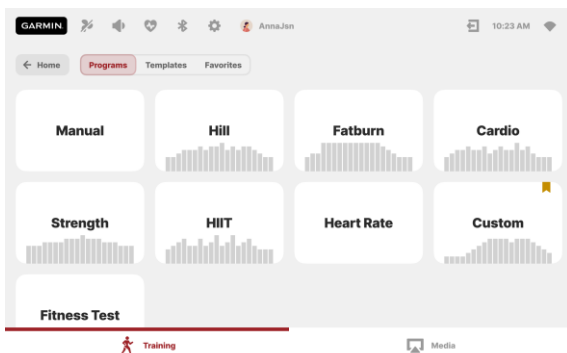 GARMIN AnnaJsn 10:23 AM
Home Programs Templates Favorites
Manual Hill Fatburn Cardio
Strength HIIT Heart Rate Custom
Fitness Test
Training Media